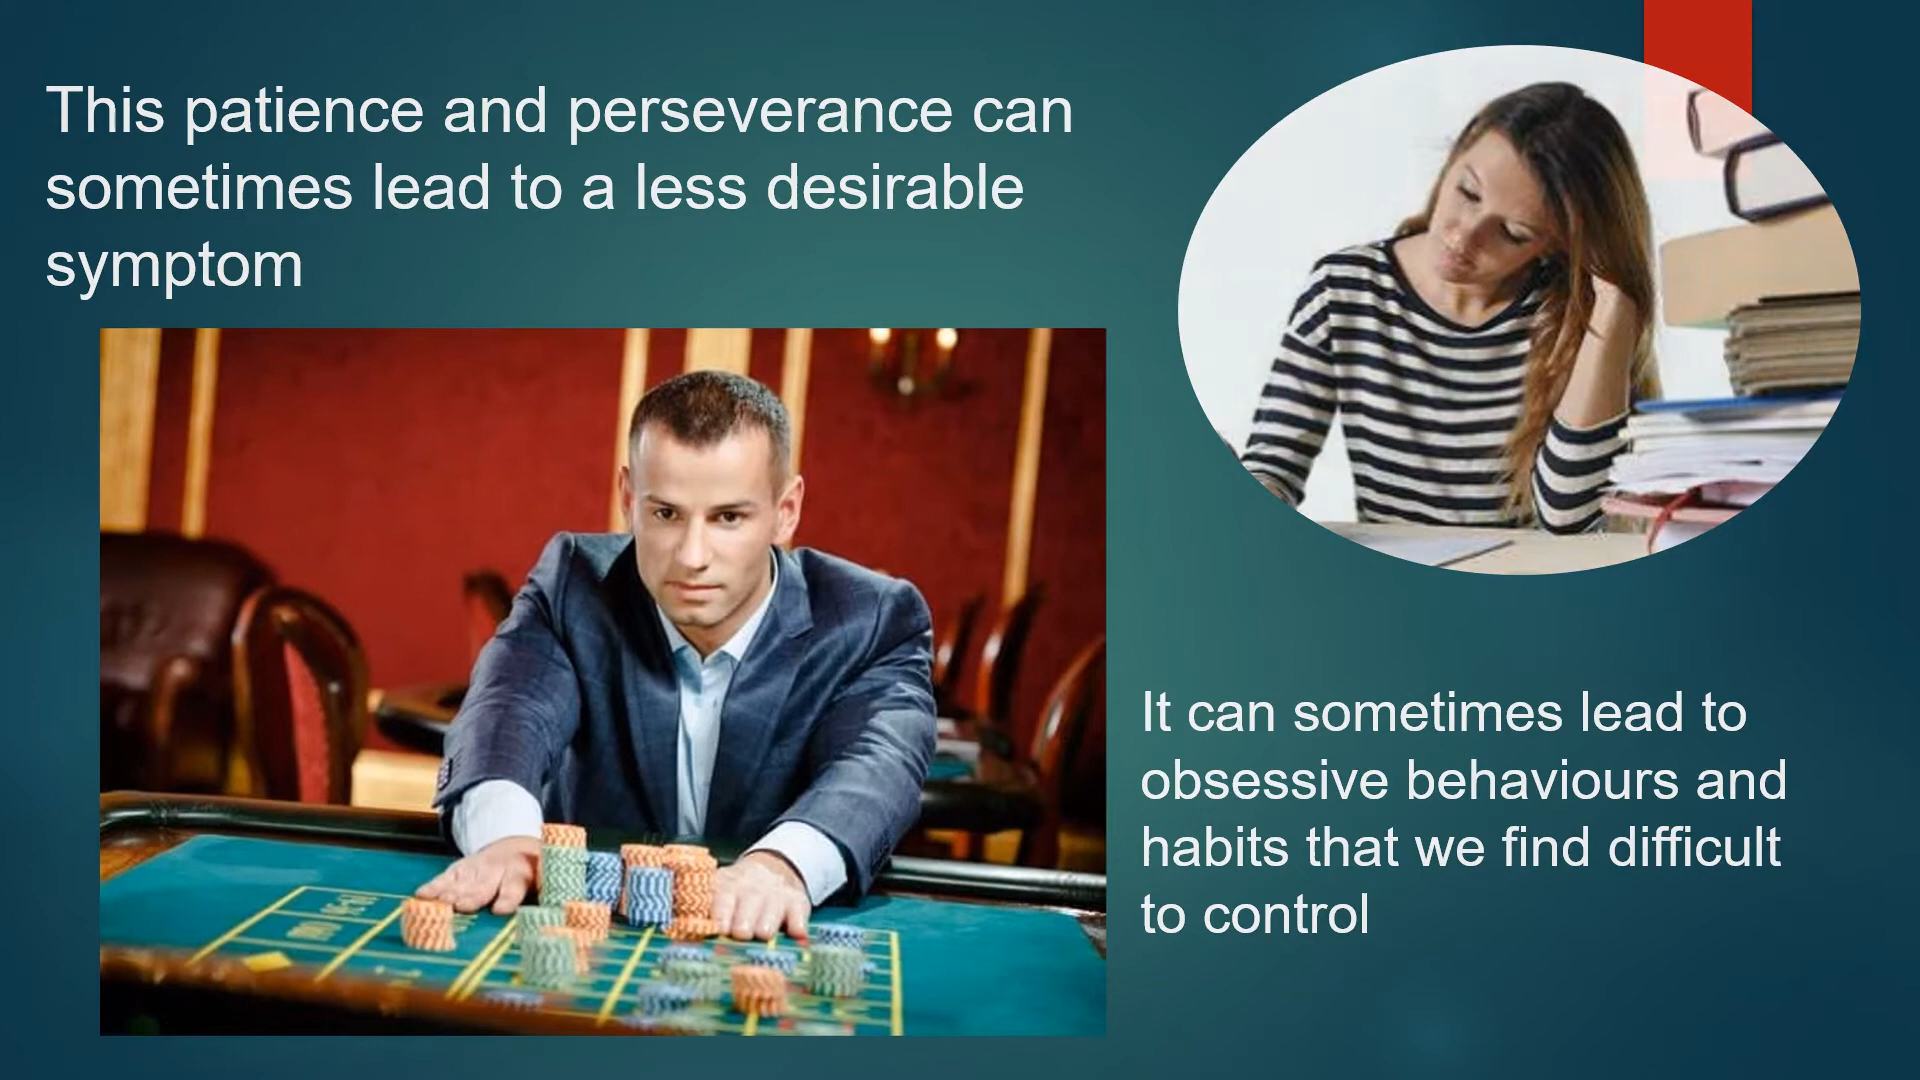 This patience and perseverance can
sometimes lead to a less desirable
symptom
It can sometimes lead to
obsessive behaviours and
habits that we find difficult
to control